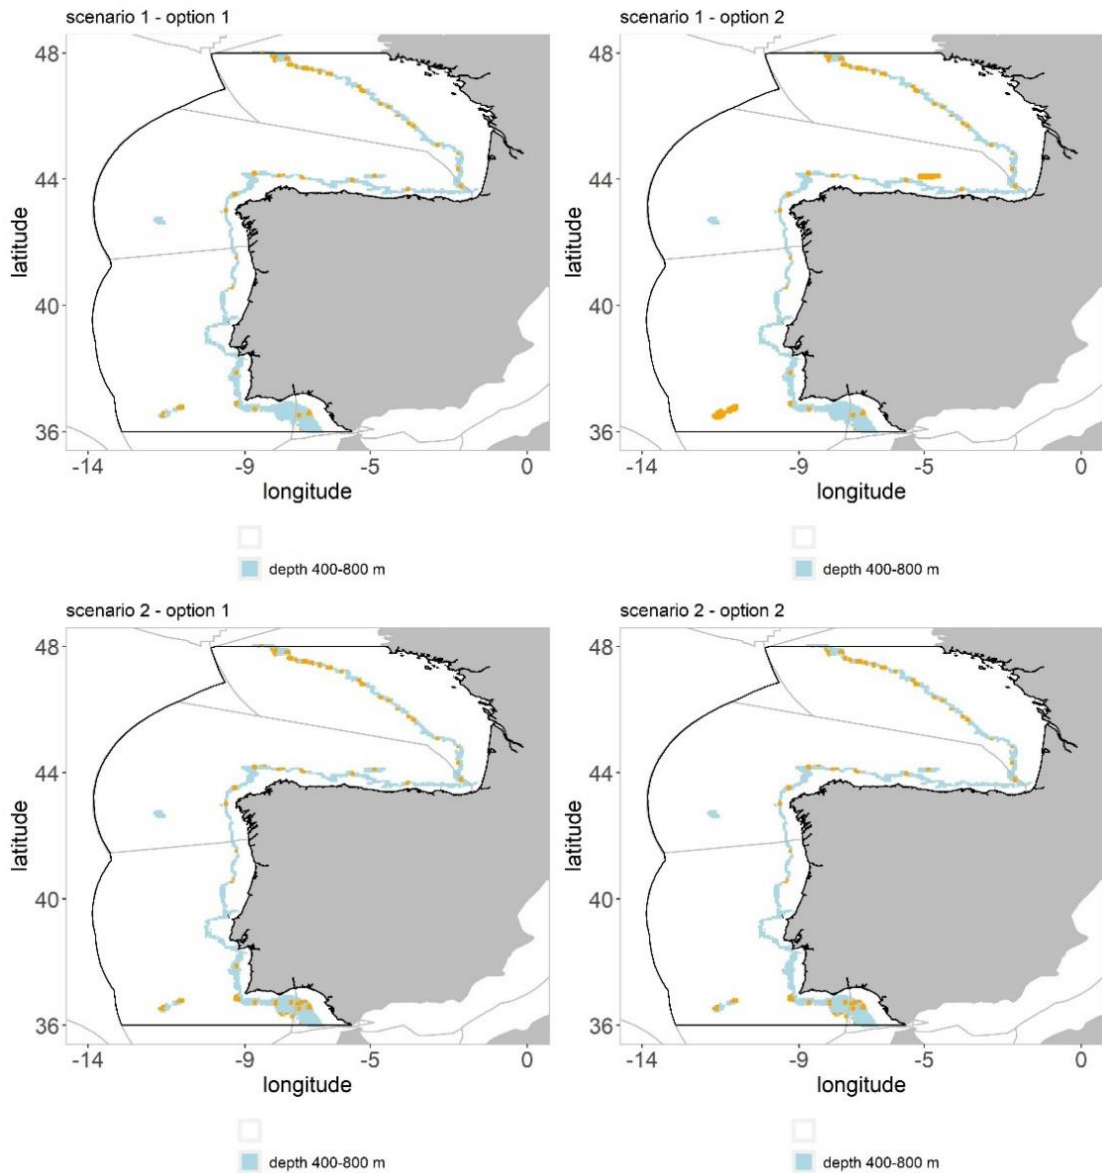 scenario 1 - option 1
scenario 1 - option 2
48
44
40
36
latitude
-14
-9
-5
0
longitude
depth 400-800 m
48
44
40
36
latitude
-14
-9
-5
0
longitude
depth 400-800 m
scenario 2 - option 1
scenario 2 - option 2
48
44
40
36
latitude
-14
-9
-5
0
longitude
depth 400-800 m
48
44
40
36
latitude
-14
-9
-5
0
longitude
depth 400-800 m